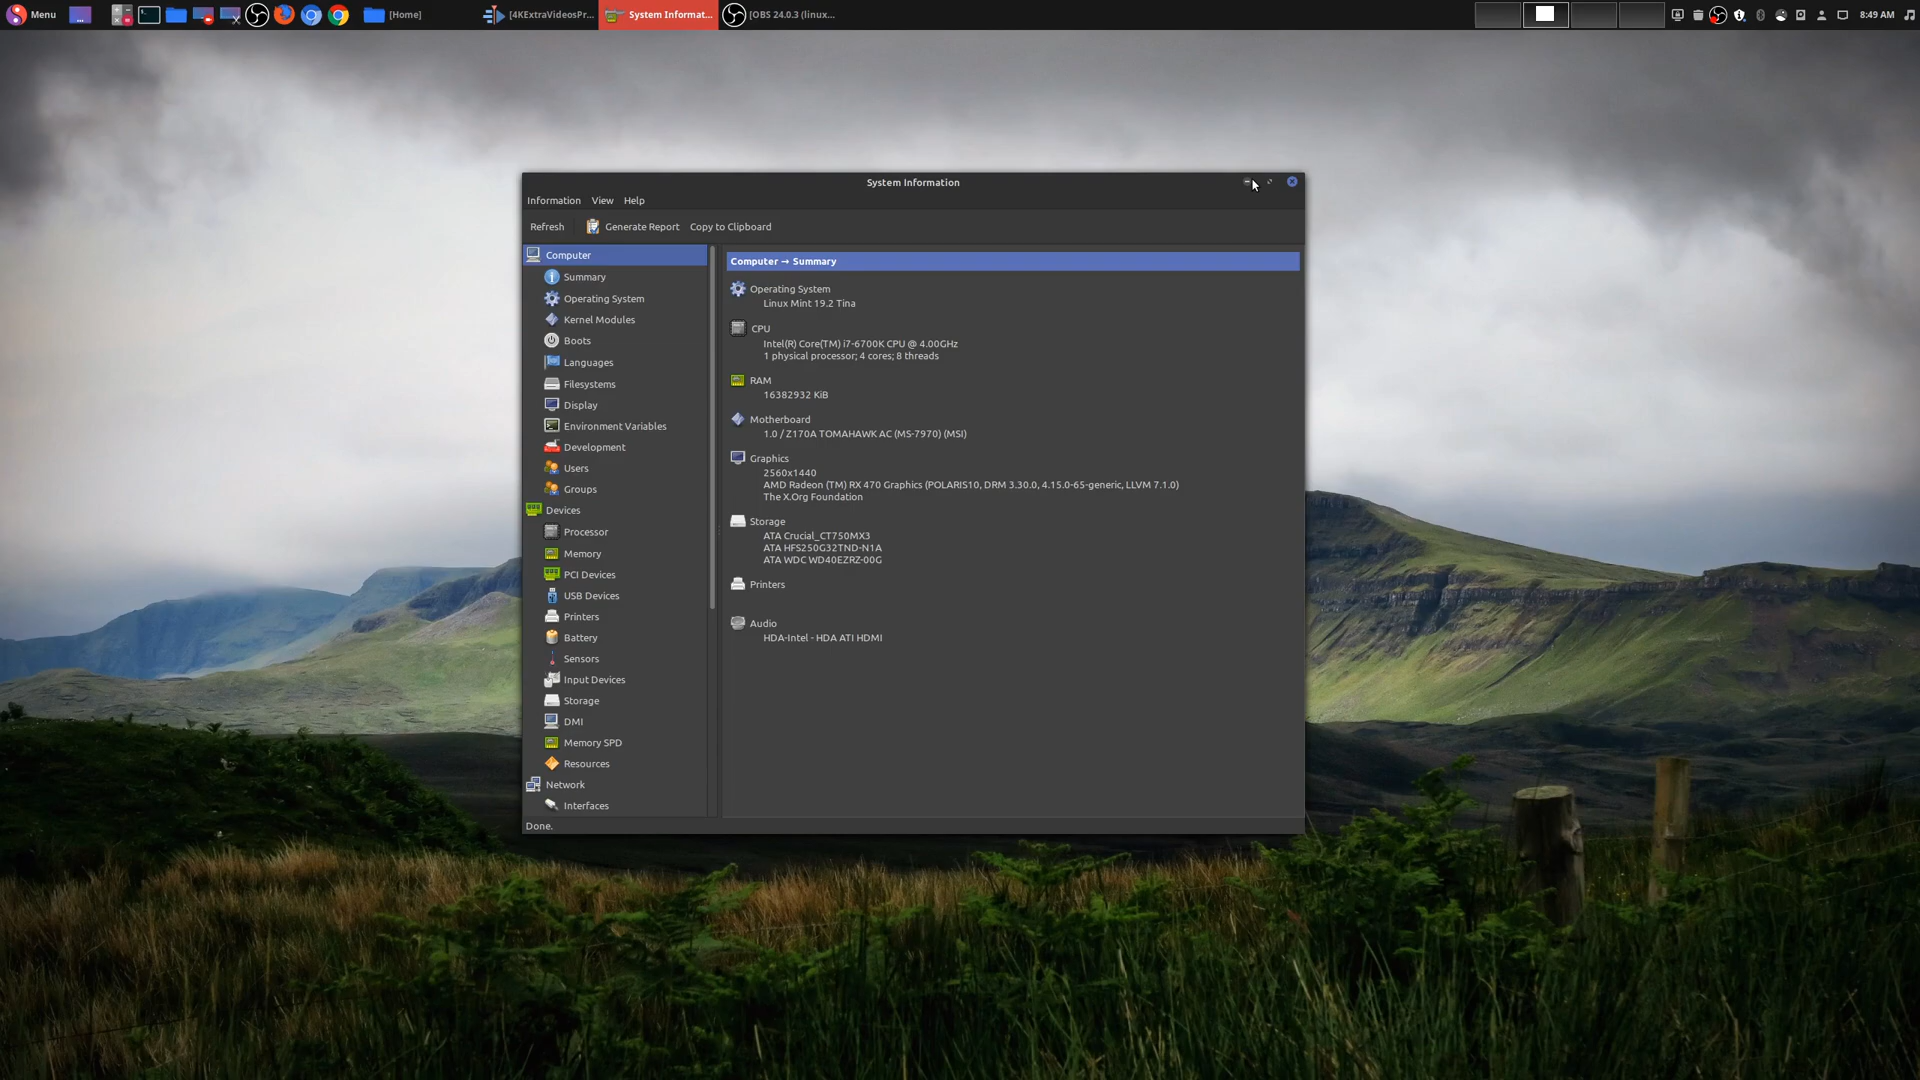 Menu
[Home]
[4KExtraVideosPr...
System Informat...
[OBS 24.0.3 (linux...
8:49 AM
System Information
Information View Help
Refresh Generate Report Copy to Clipboard
Computer
Summary
Operating System
Kernel Modules
Boots
Languages
Filesystems
Display
Environment Variables
Development
Users
Groups
Devices
Processor
Memory
PCI Devices
USB Devices
Printers
Battery
Sensors
Input Devices
Storage
DMI
Memory SPD
Resources
Network
Interfaces
Computer → Summary
Operating System
Linux Mint 19.2 Tina
CPU
Intel(R) Core(TM) i7-6700K CPU @ 4.00GHz
1 physical processor; 4 cores; 8 threads
RAM
16382932 KiB
Motherboard
1.0 / Z170A TOMAHAWK AC (MS-7970) (MSI)
Graphics
2560x1440
AMD Radeon (TM) RX 470 Graphics (POLARIS10, DRM 3.30.0, 4.15.0-65-generic, LLVM 7.1.0)
The X.Org Foundation
Storage
ATA Crucial_CT750MX3
ATA HFS250G32TND-N1A
ATA WDC WD40EZRZ-00G
Printers
Audio
HDA-Intel - HDA ATI HDMI
Done.